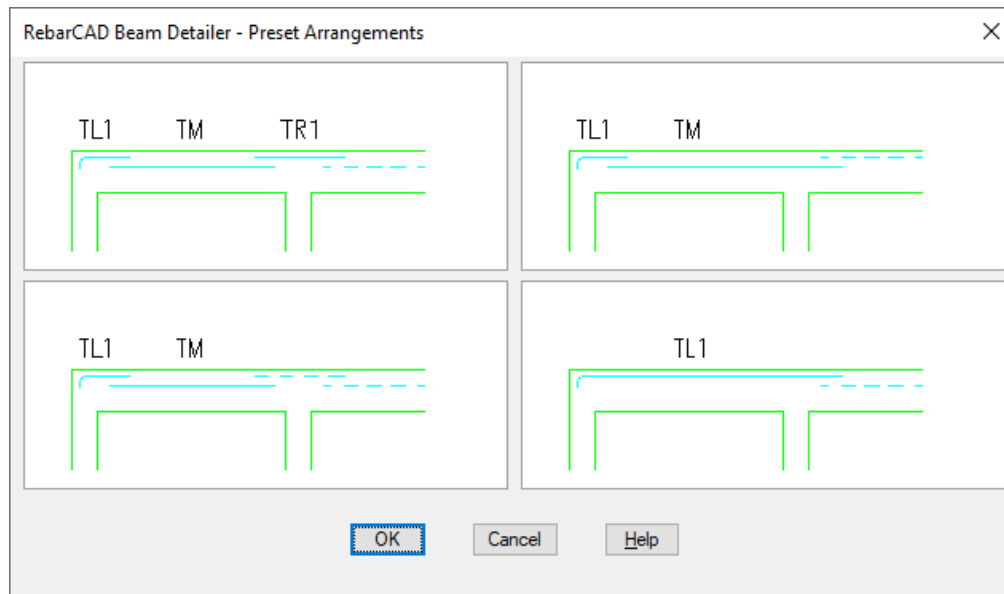 RebarCAD Beam Detailer - Preset Arrangements
TL1 TM TR1
TL1 TM
TL1 TM
TL1
OK Cancel Help